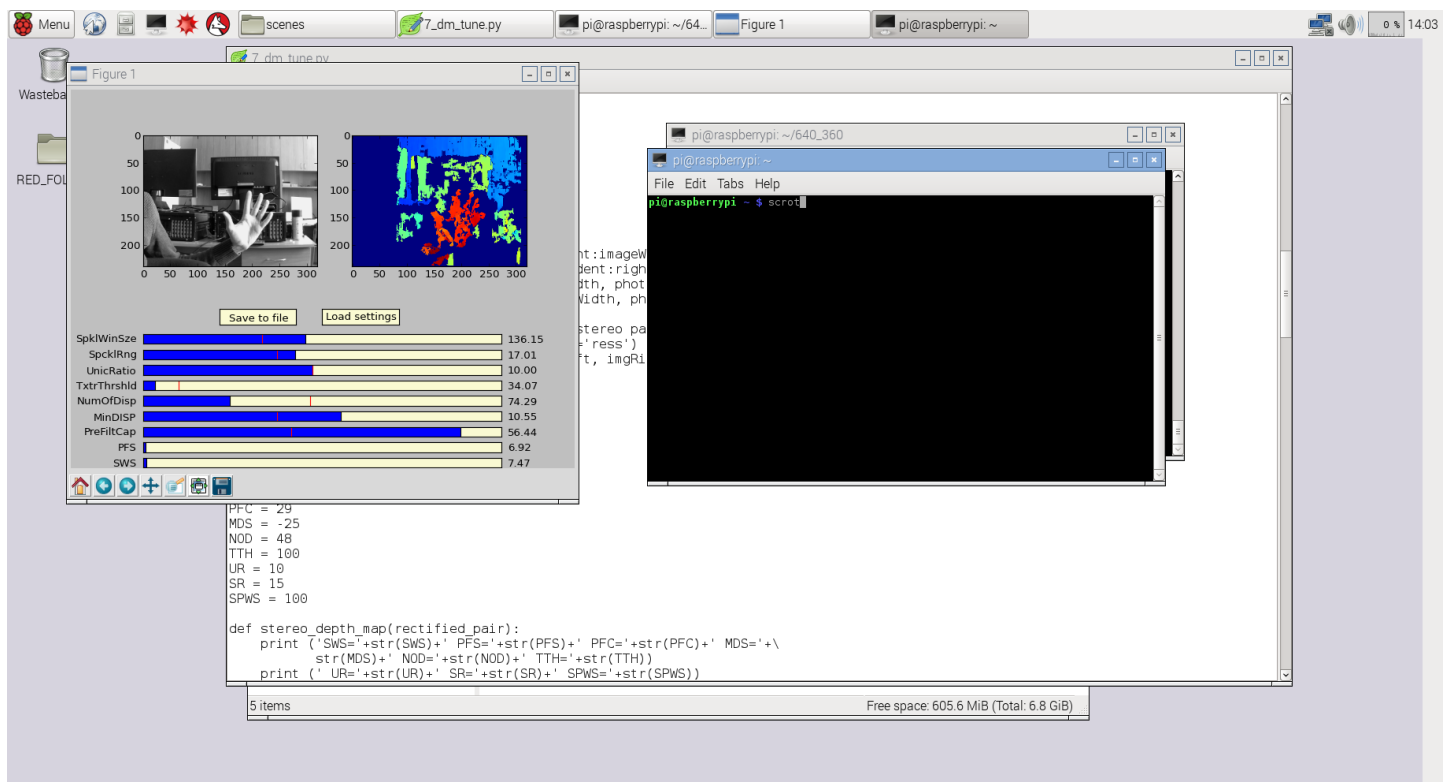 Menu
scenes
7_dm_tune.py
pi@raspberrypi: ~/64...
Figure 1
pi@raspberrypi: ~
0 %
14:03
Wasteba
RED_FOL
7_dm_tune.py
Figure 1
0
50
100
150
200
0 50 100 150 200 250 300
0
50
100
150
200
0 50 100 150 200 250 300
Save to file
Load settings
SpklWinSze 136.15
SpcklRng 17.01
UnicRatio 10.00
TxtrThrshld 34.07
NumOfDisp 74.29
MinDISP 10.55
PreFiltCap 56.44
PFS 6.92
SWS 7.47
pi@raspberrypi: ~/640_360
pi@raspberrypi: ~
File Edit Tabs Help
pi@raspberrypi ~ $ scrot
nt:imageW
dent:righ
dth, phot
Width, ph
stereo pa
='ress')
ft, imgRi
PFC = 29
MDS = -25
NOD = 48
TTH = 100
UR = 10
SR = 15
SPWS = 100
def stereo_depth_map(rectified_pair):
print ('SWS='+str(SWS)+' PFS='+str(PFS)+' PFC='+str(PFC)+' MDS='+\
str(MDS)+' NOD='+str(NOD)+' TTH='+str(TTH))
print (' UR='+str(UR)+' SR='+str(SR)+' SPWS='+str(SPWS))
5 items
Free space: 605.6 MiB (Total: 6.8 GiB)